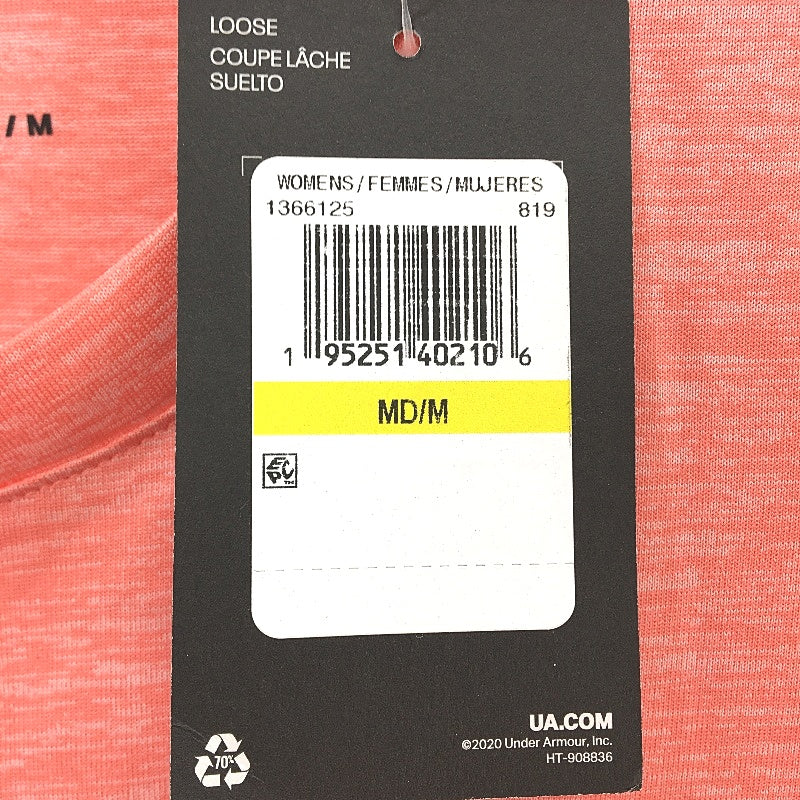 LOOSE
COUPE LÂCHE
SUELTO
/ M
WOMENS/FEMMES/MUJERES
1366125 819
1 95251 40210 6
MD/M
EPC™
70%
UA.COM
©2020 Under Armour, Inc.
HT-908836